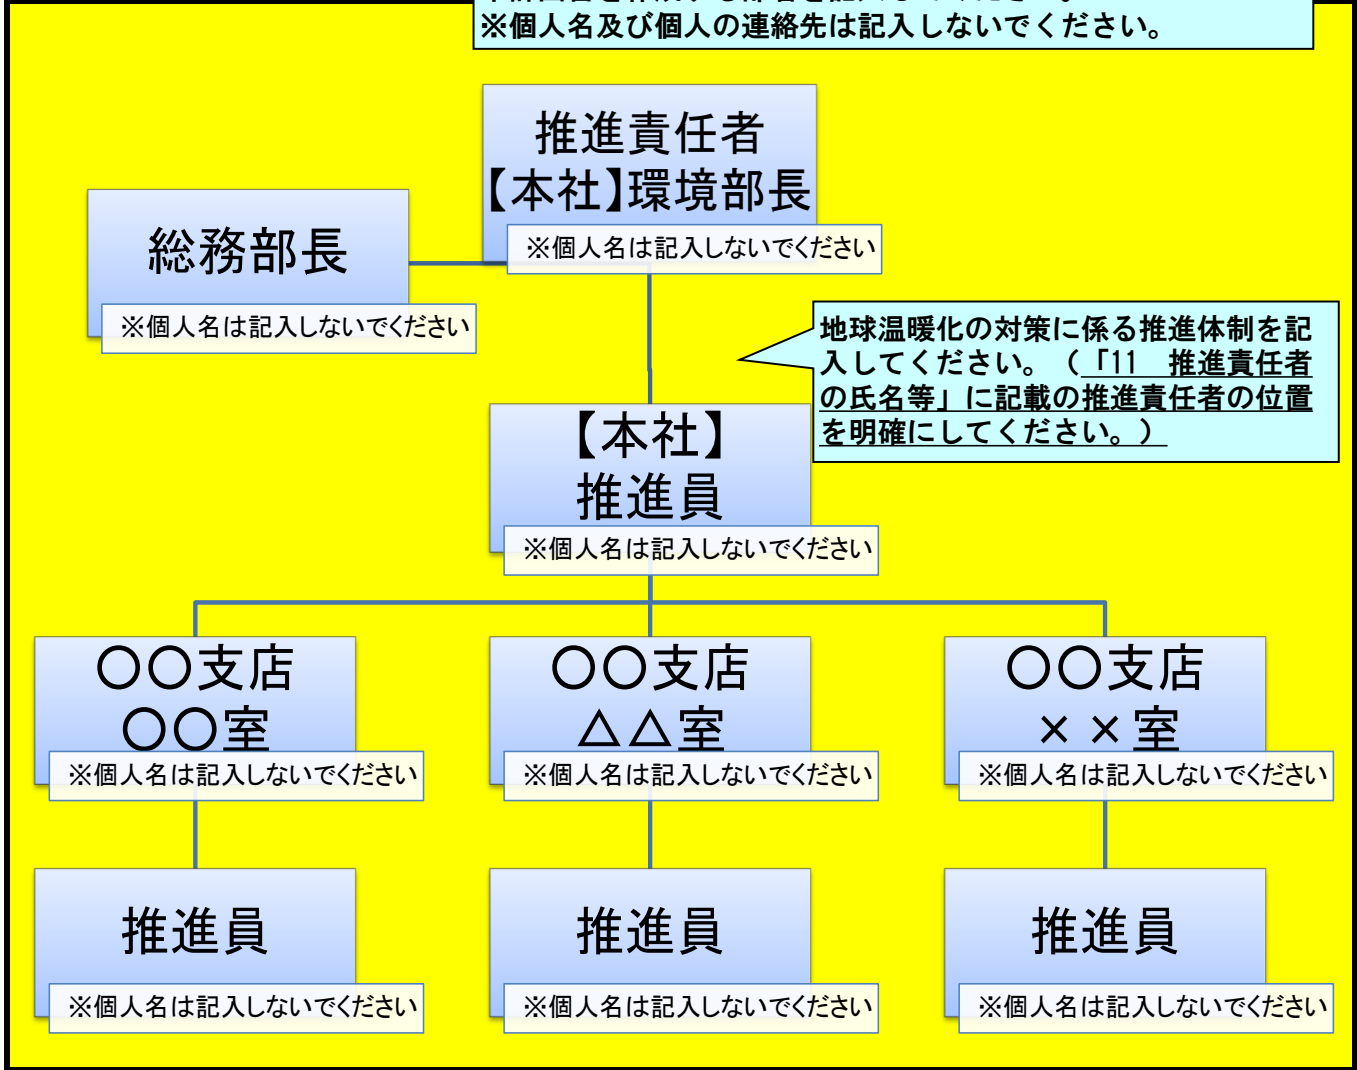 ※個人名及び個人の連絡先は記入しないでください。
推進責任者
【本社】環境部長
※個人名は記入しないでください
総務部長
※個人名は記入しないでください
地球温暖化の対策に係る推進体制を記
入してください。（「11　推進責任者
の氏名等」に記載の推進責任者の位置
を明確にしてください。）
【本社】
推進員
※個人名は記入しないでください
〇〇支店
〇〇室
※個人名は記入しないでください
〇〇支店
△△室
※個人名は記入しないでください
〇〇支店
××室
※個人名は記入しないでください
推進員
※個人名は記入しないでください
推進員
※個人名は記入しないでください
推進員
※個人名は記入しないでください